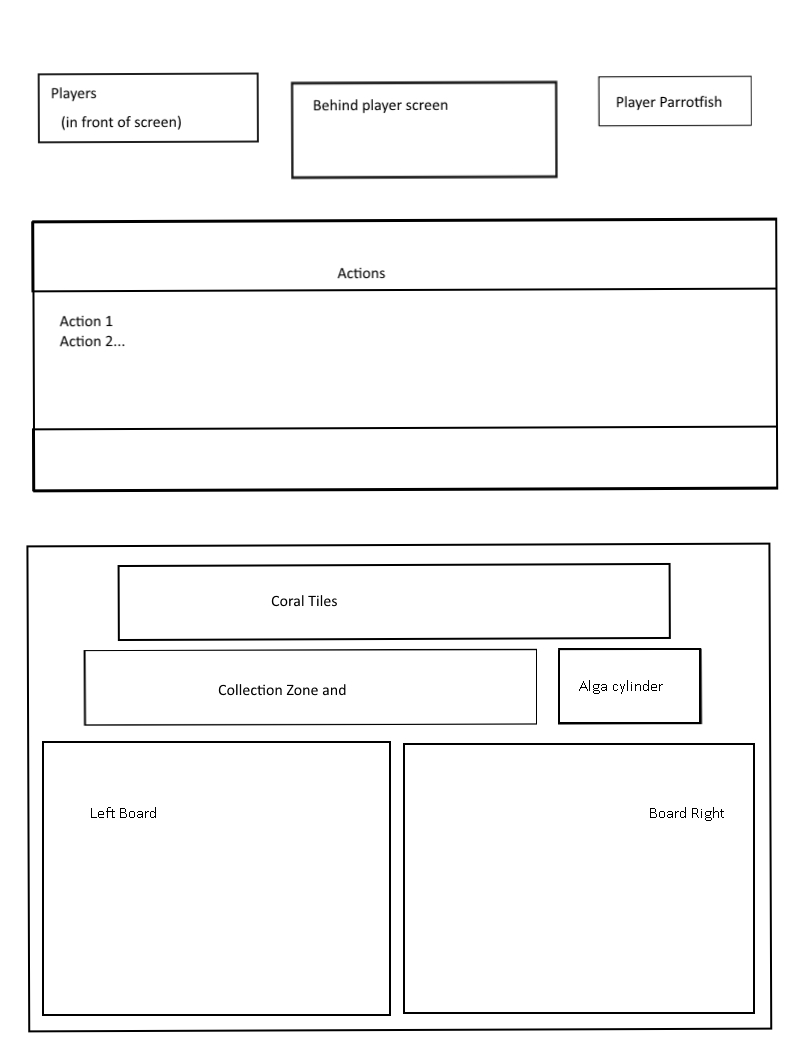 Players
(in front of screen)
Behind player screen
Player Parrotfish
Actions
Action 1
Action 2...
Coral Tiles
Collection Zone and
Alga cylinder
Left Board
Board Right